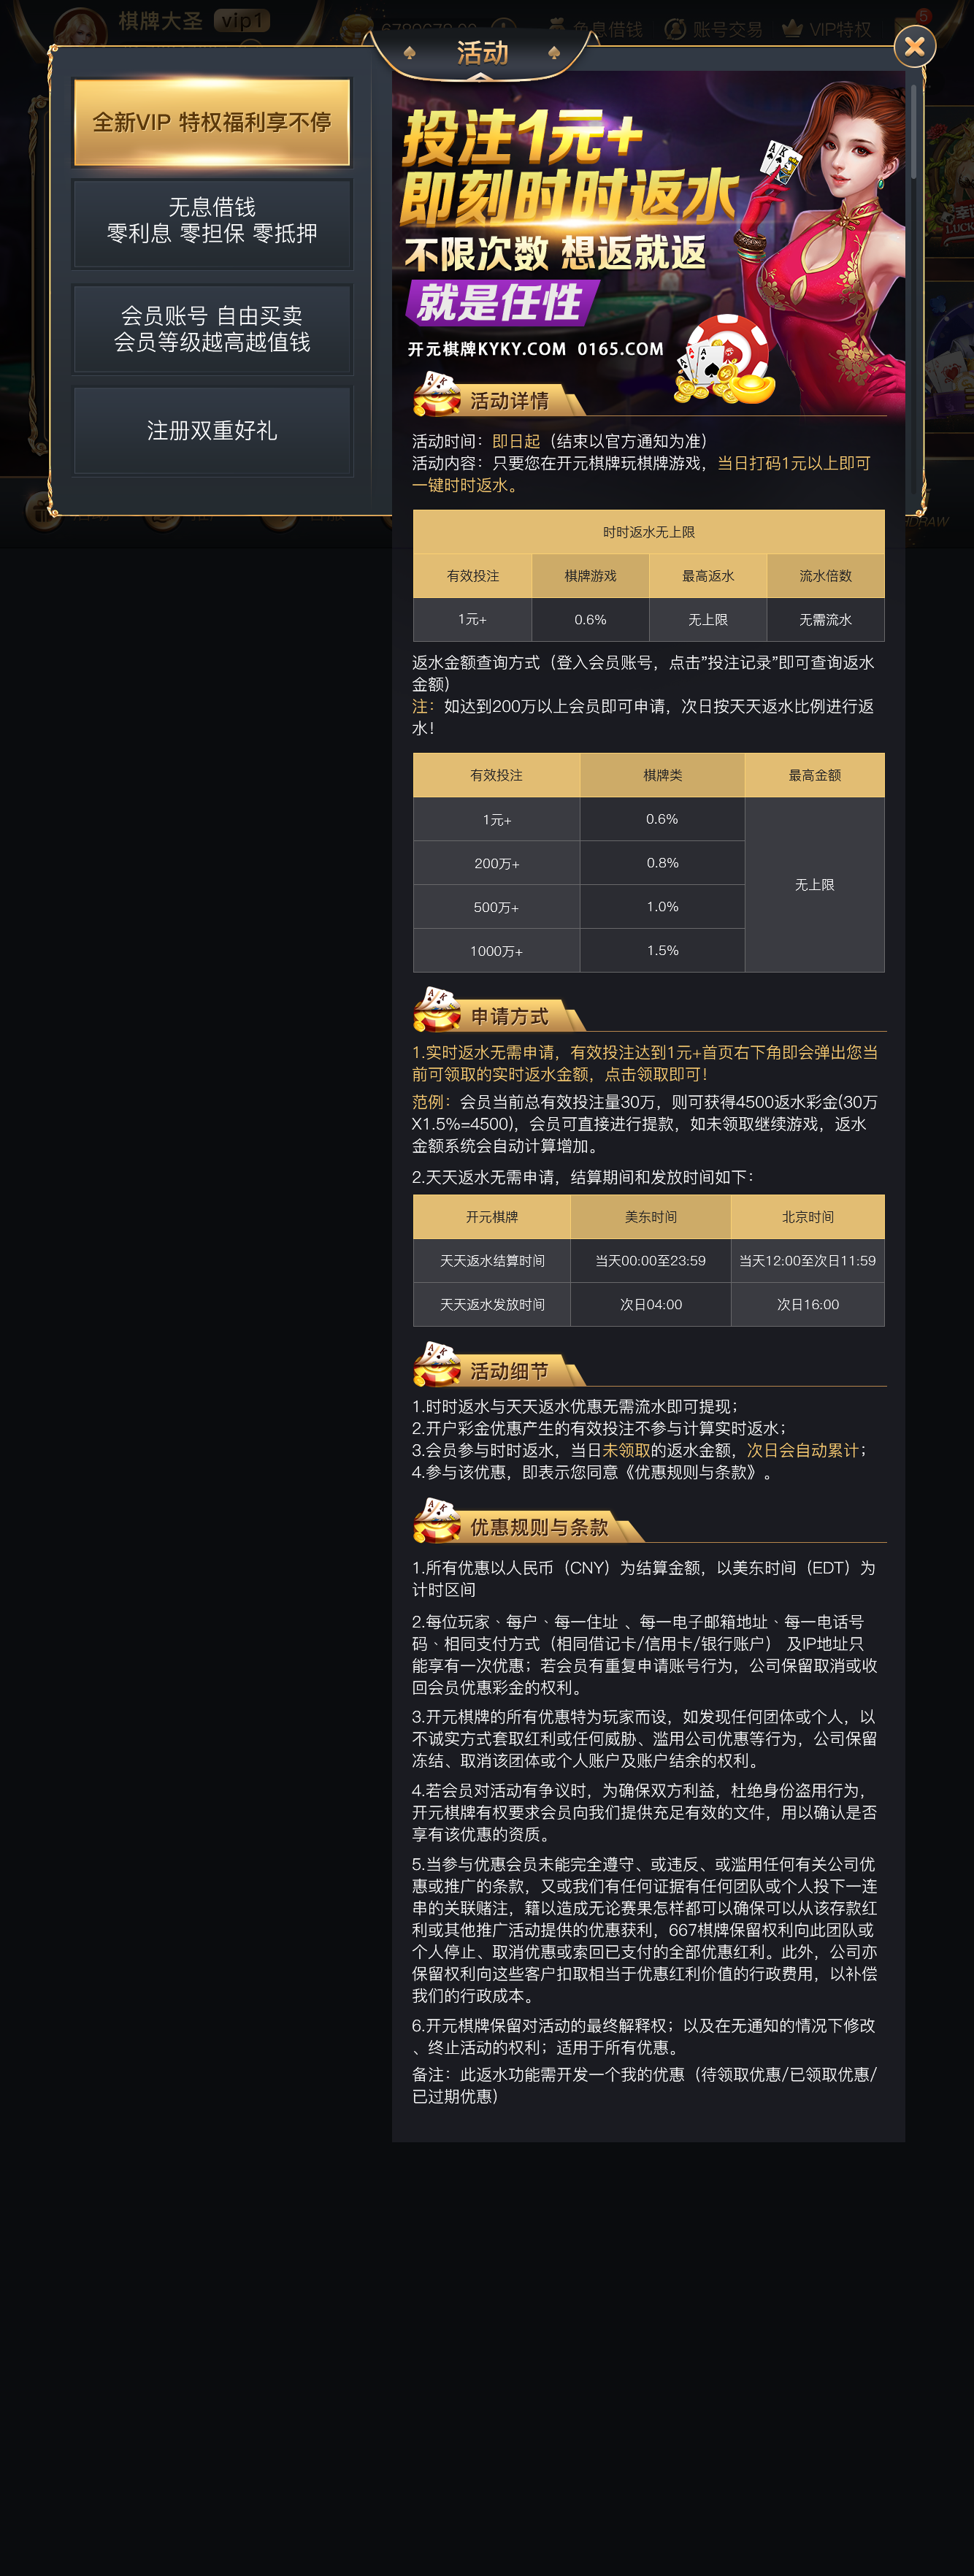 棋牌大圣 vip1
免息借钱
账号交易
VIP特权
5
活动
全新VIP 特权福利享不停
无息借钱
零利息 零担保 零抵押
会员账号 自由买卖
会员等级越高越值钱
注册双重好礼
投注1元+
即刻时时返水
不限次数 想返就返
就是任性
开元棋牌KYKY.COM 0165.COM
活动详情
活动时间：即日起（结束以官方通知为准）
活动内容：只要您在开元棋牌玩棋牌游戏，当日打码1元以上即可
一键时时返水。
时时返水无上限
有效投注 棋牌游戏 最高返水 流水倍数
1元+ 0.6% 无上限 无需流水
返水金额查询方式（登入会员账号，点击”投注记录”即可查询返水
金额）
注：如达到200万以上会员即可申请，次日按天天返水比例进行返
水！
有效投注 棋牌类 最高金额
1元+ 0.6%
200万+ 0.8%
无上限
500万+ 1.0%
1000万+ 1.5%
申请方式
1.实时返水无需申请，有效投注达到1元+首页右下角即会弹出您当
前可领取的实时返水金额，点击领取即可！
范例：会员当前总有效投注量30万，则可获得4500返水彩金(30万
X1.5%=4500)，会员可直接进行提款，如未领取继续游戏，返水
金额系统会自动计算增加。
2.天天返水无需申请，结算期间和发放时间如下：
开元棋牌 美东时间 北京时间
天天返水结算时间 当天00:00至23:59 当天12:00至次日11:59
天天返水发放时间 次日04:00 次日16:00
活动细节
1.时时返水与天天返水优惠无需流水即可提现；
2.开户彩金优惠产生的有效投注不参与计算实时返水；
3.会员参与时时返水，当日未领取的返水金额，次日会自动累计；
4.参与该优惠，即表示您同意《优惠规则与条款》。
优惠规则与条款
1.所有优惠以人民币（CNY）为结算金额，以美东时间（EDT）为
计时区间
2.每位玩家、每户、每一住址 、每一电子邮箱地址、每一电话号
码、相同支付方式（相同借记卡/信用卡/银行账户） 及IP地址只
能享有一次优惠；若会员有重复申请账号行为，公司保留取消或收
回会员优惠彩金的权利。
3.开元棋牌的所有优惠特为玩家而设，如发现任何团体或个人，以
不诚实方式套取红利或任何威胁、滥用公司优惠等行为，公司保留
冻结、取消该团体或个人账户及账户结余的权利。
4.若会员对活动有争议时，为确保双方利益，杜绝身份盗用行为，
开元棋牌有权要求会员向我们提供充足有效的文件，用以确认是否
享有该优惠的资质。
5.当参与优惠会员未能完全遵守、或违反、或滥用任何有关公司优
惠或推广的条款，又或我们有任何证据有任何团队或个人投下一连
串的关联赌注，籍以造成无论赛果怎样都可以确保可以从该存款红
利或其他推广活动提供的优惠获利，667棋牌保留权利向此团队或
个人停止、取消优惠或索回已支付的全部优惠红利。此外，公司亦
保留权利向这些客户扣取相当于优惠红利价值的行政费用，以补偿
我们的行政成本。
6.开元棋牌保留对活动的最终解释权；以及在无通知的情况下修改
、终止活动的权利；适用于所有优惠。
备注：此返水功能需开发一个我的优惠（待领取优惠/已领取优惠/
已过期优惠）